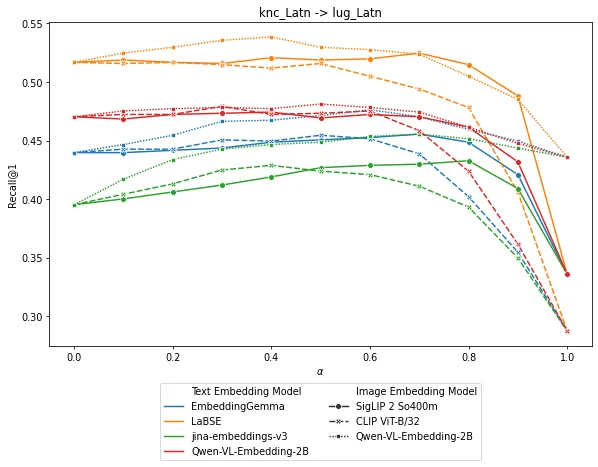 knc_Latn -> lug_Latn
0.55
0.50
0.45
0.40
0.35
0.30
Recall@1
0.0 0.2 0.4 0.6 0.8 1.0
α
Text Embedding Model Image Embedding Model
EmbeddingGemma SigLIP 2 So400m
LaBSE CLIP ViT-B/32
jina-embeddings-v3 Qwen-VL-Embedding-2B
Qwen-VL-Embedding-2B